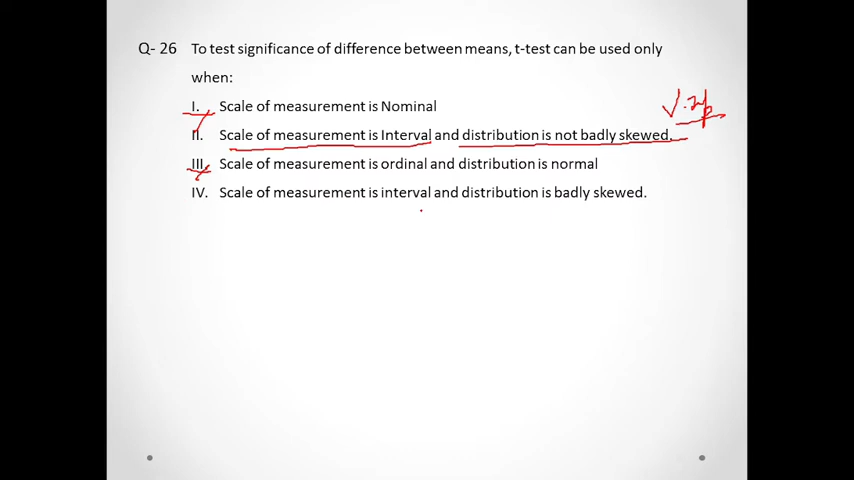 Q- 26 To test significance of difference between means, t-test can be used only
when:
I. Scale of measurement is Nominal
II. Scale of measurement is Interval and distribution is not badly skewed.
III. Scale of measurement is ordinal and distribution is normal
IV. Scale of measurement is interval and distribution is badly skewed.